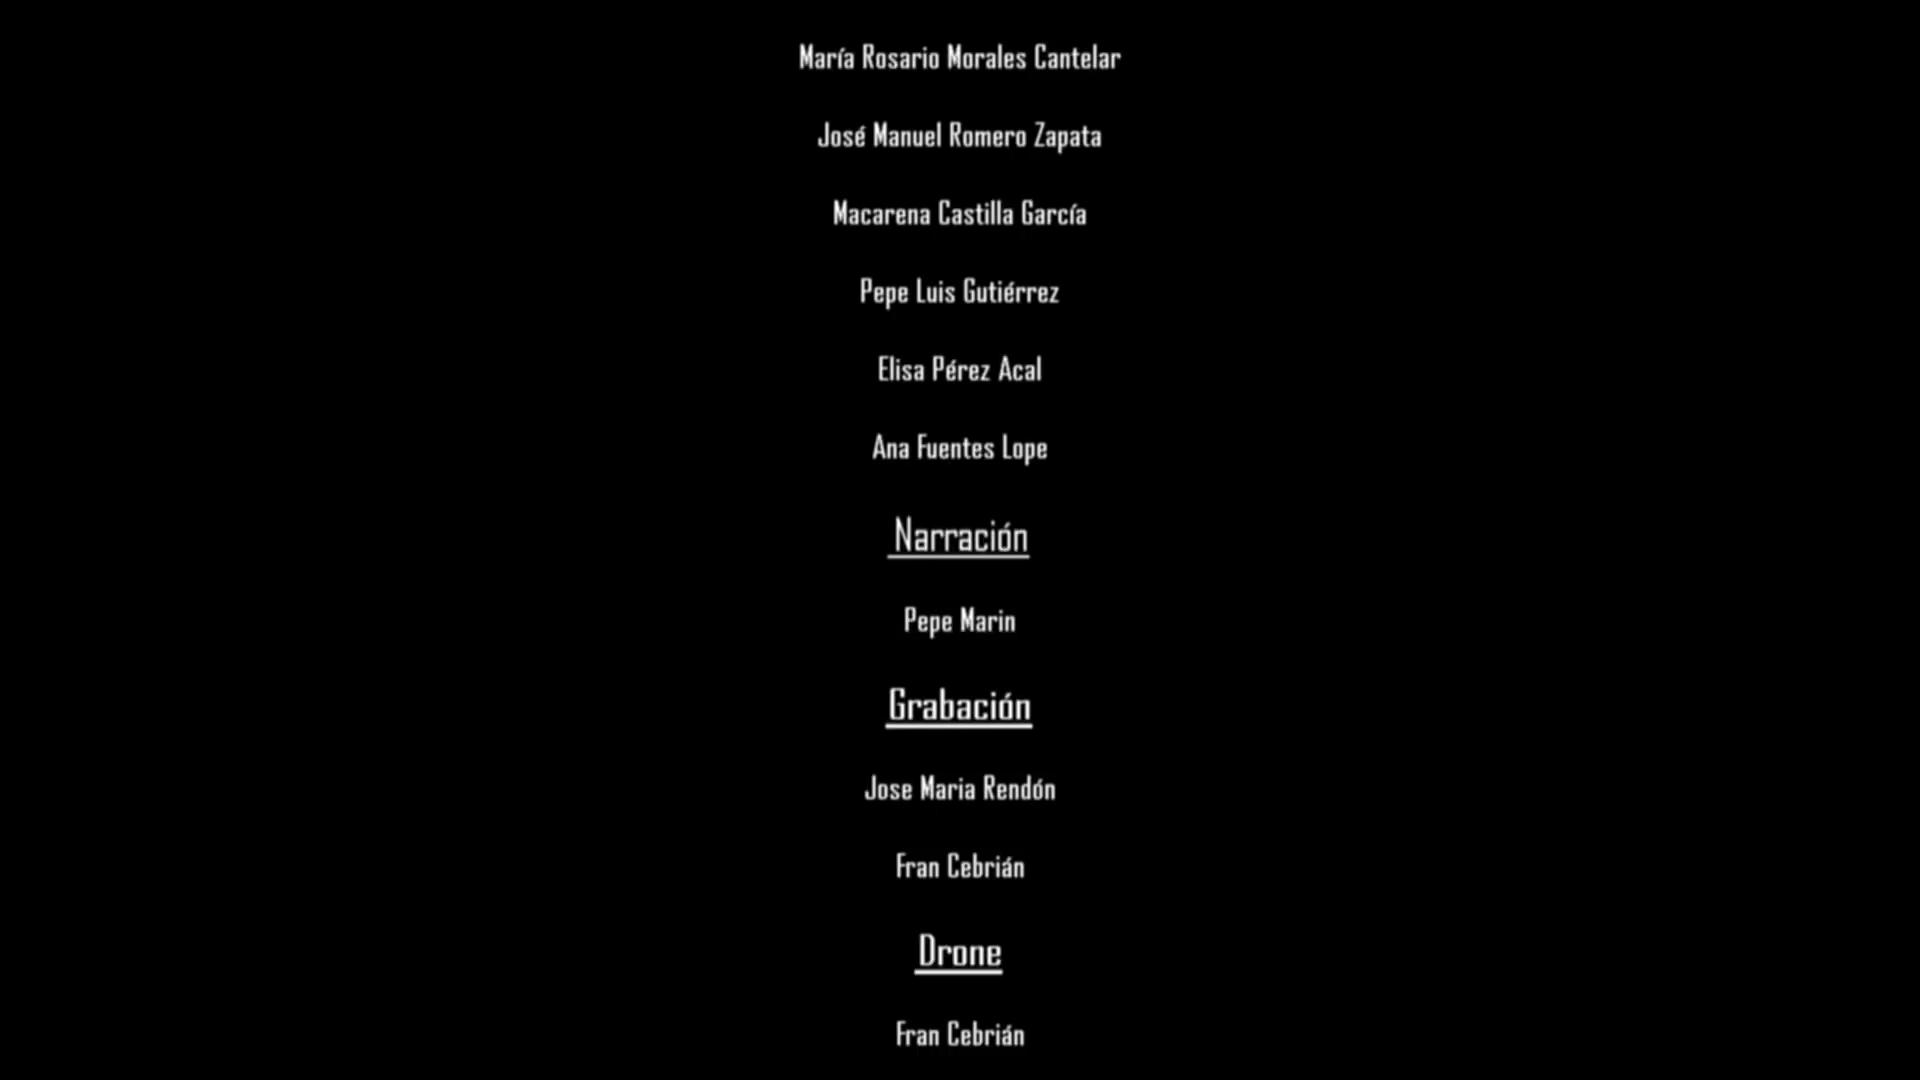 María Rosario Morales Cantelar
José Manuel Romero Zapata
Macarena Castilla García
Pepe Luis Gutiérrez
Elisa Pérez Acal
Ana Fuentes Lope
Narración
Pepe Marin
Grabación
Jose Maria Rendón
Fran Cebrián
Drone
Fran Cebrián